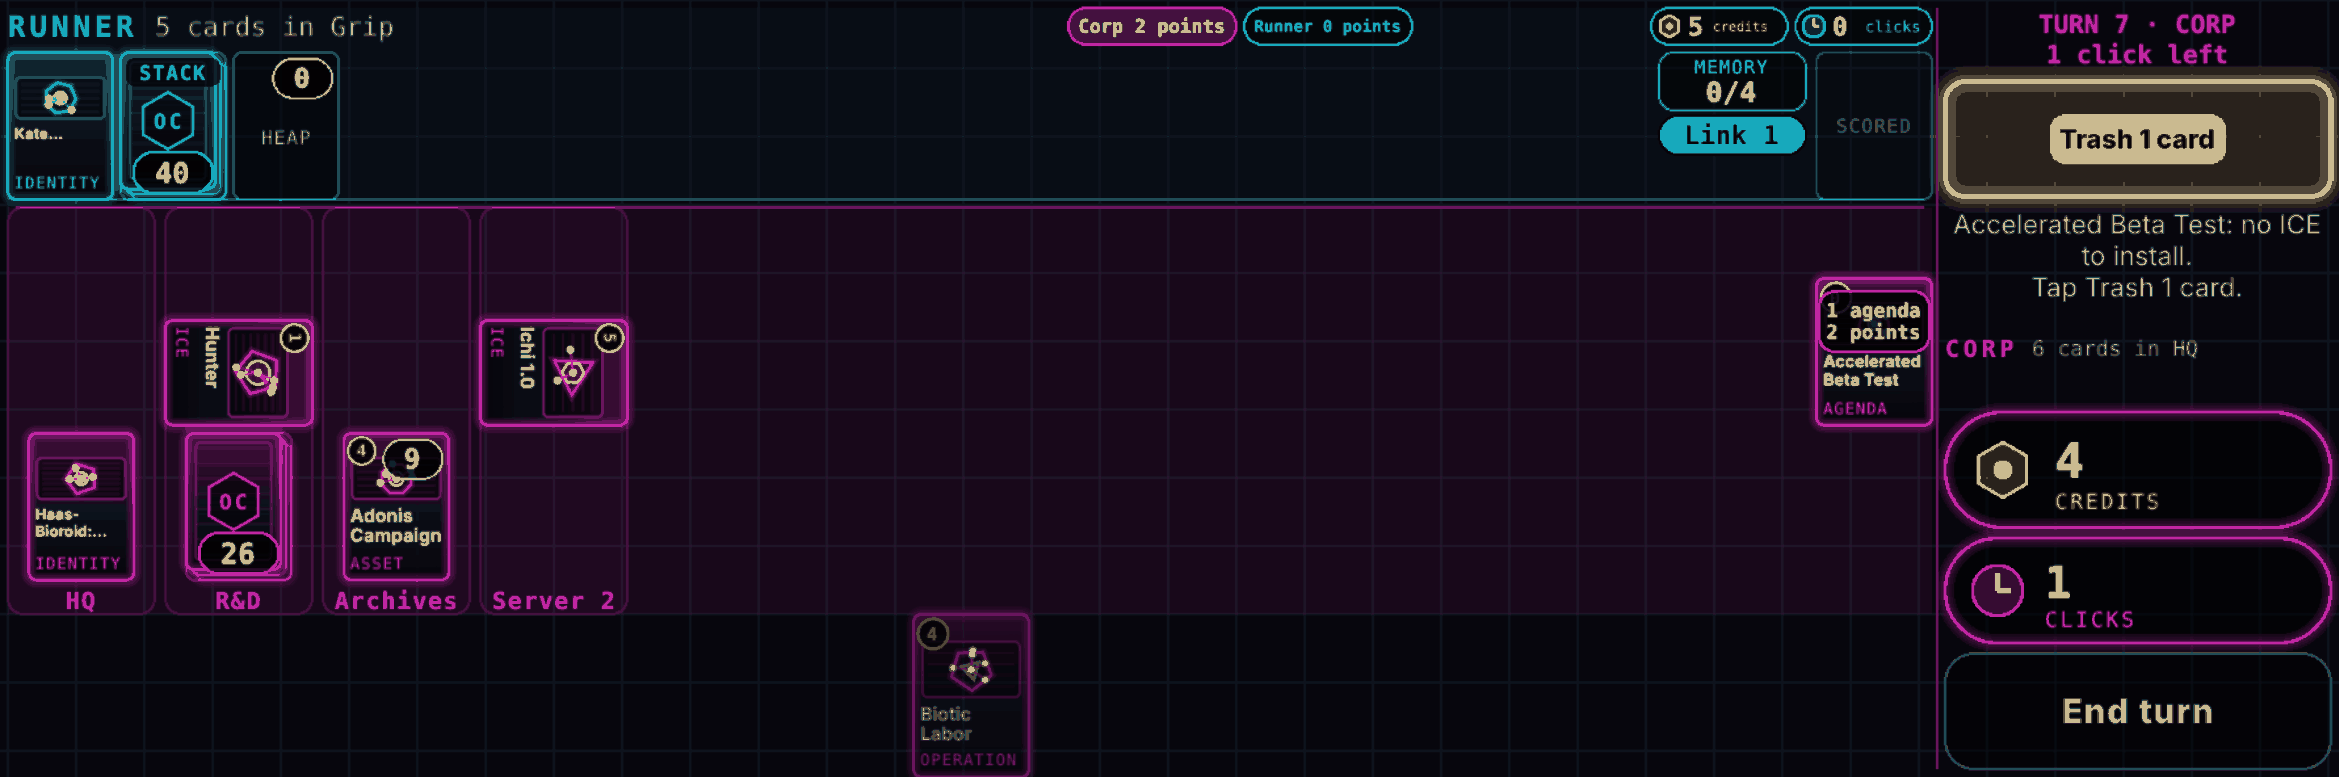 RUNNER 5 cards in Grip
Corp 2 points
Runner 0 points
5 credits
0 clicks
TURN 7 · CORP
1 click left
Kate...
IDENTITY
STACK
OC
40
0
HEAP
MEMORY
0/4
Link 1
SCORED
Trash 1 card
Accelerated Beta Test: no ICE
to install.
Tap Trash 1 card.
CORP 6 cards in HQ
ICE
Hunter
1
ICE
Ichi 1.0
5
1 agenda
2 points
Accelerated
Beta Test
AGENDA
Haas-
Bioroid:...
IDENTITY
HQ
OC
26
R&D
4
9
Adonis
Campaign
ASSET
Archives
Server 2
4
Biotic
Labor
OPERATION
4
CREDITS
1
CLICKS
End turn